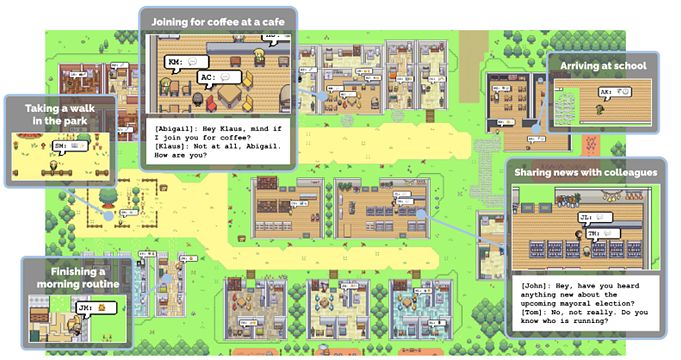 Joining for coffee at a cafe
KM:
AC:
[Abigail]: Hey Klaus, mind if
I join you for coffee?
[Klaus]: Not at all, Abigail.
How are you?
Taking a walk
in the park
SM:
Arriving at school
AK:
Sharing news with colleagues
JL:
TM:
[John]: Hey, have you heard
anything new about the
upcoming mayoral election?
[Tom]: No, not really. Do you
know who is running?
Finishing a
morning routine
JM: